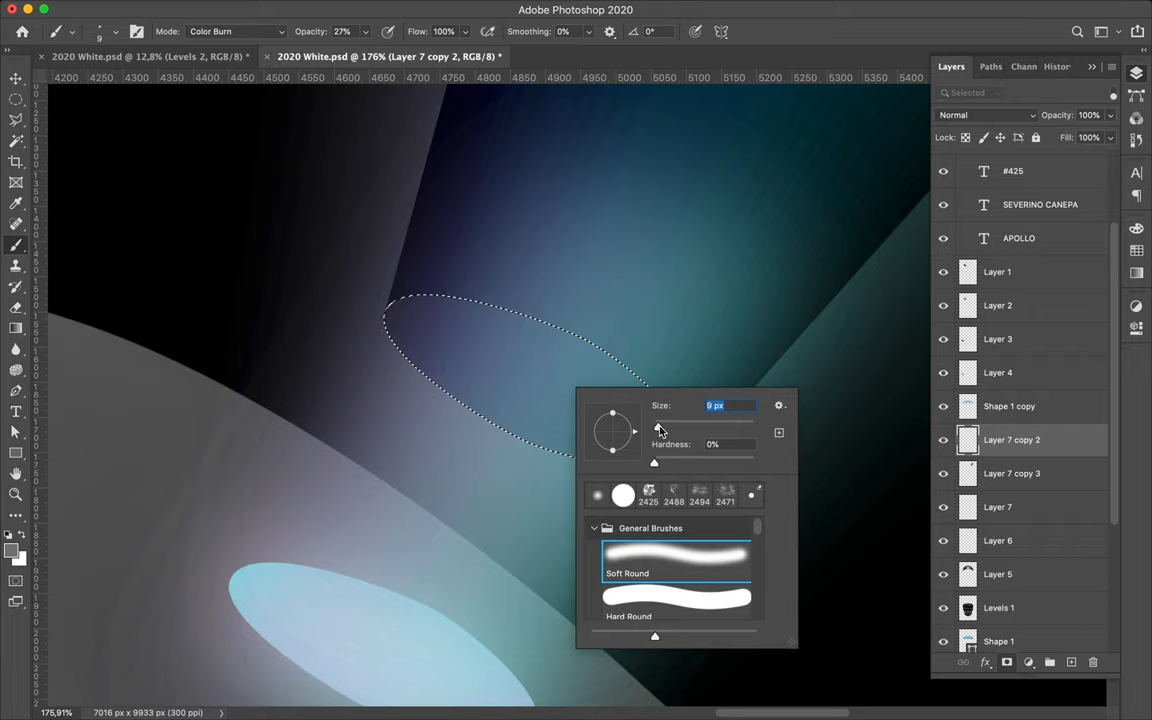 Adobe Photoshop 2020
9 Mode: Color Burn Opacity: 27% Flow: 100% Smoothing: 0% 0°
2020 White.psd @ 12,8% (Levels 2, RGB/8) * 2020 White.psd @ 176% (Layer 7 copy 2, RGB/8) *
4200 4250 4300 4350 4400 4450 4500 4550 4600 4650 4700 4750 4800 4850 4900 4950 5000 5050 5100 5150 5200 5250 5300 5350 5400
Layers Paths Chann Histor
Selected
Normal Opacity: 100%
Lock: Fill: 100%
#425
SEVERINO CANEPA
APOLLO
Layer 1
Layer 2
Layer 3
Layer 4
Shape 1 copy
Layer 7 copy 2
Layer 7 copy 3
Layer 7
Layer 6
Layer 5
Levels 1
Shape 1
Size: 9 px
Hardness: 0%
2425 2488 2494 2471
General Brushes
Soft Round
Hard Round
175,91% 7016 px x 9933 px (300 ppi)